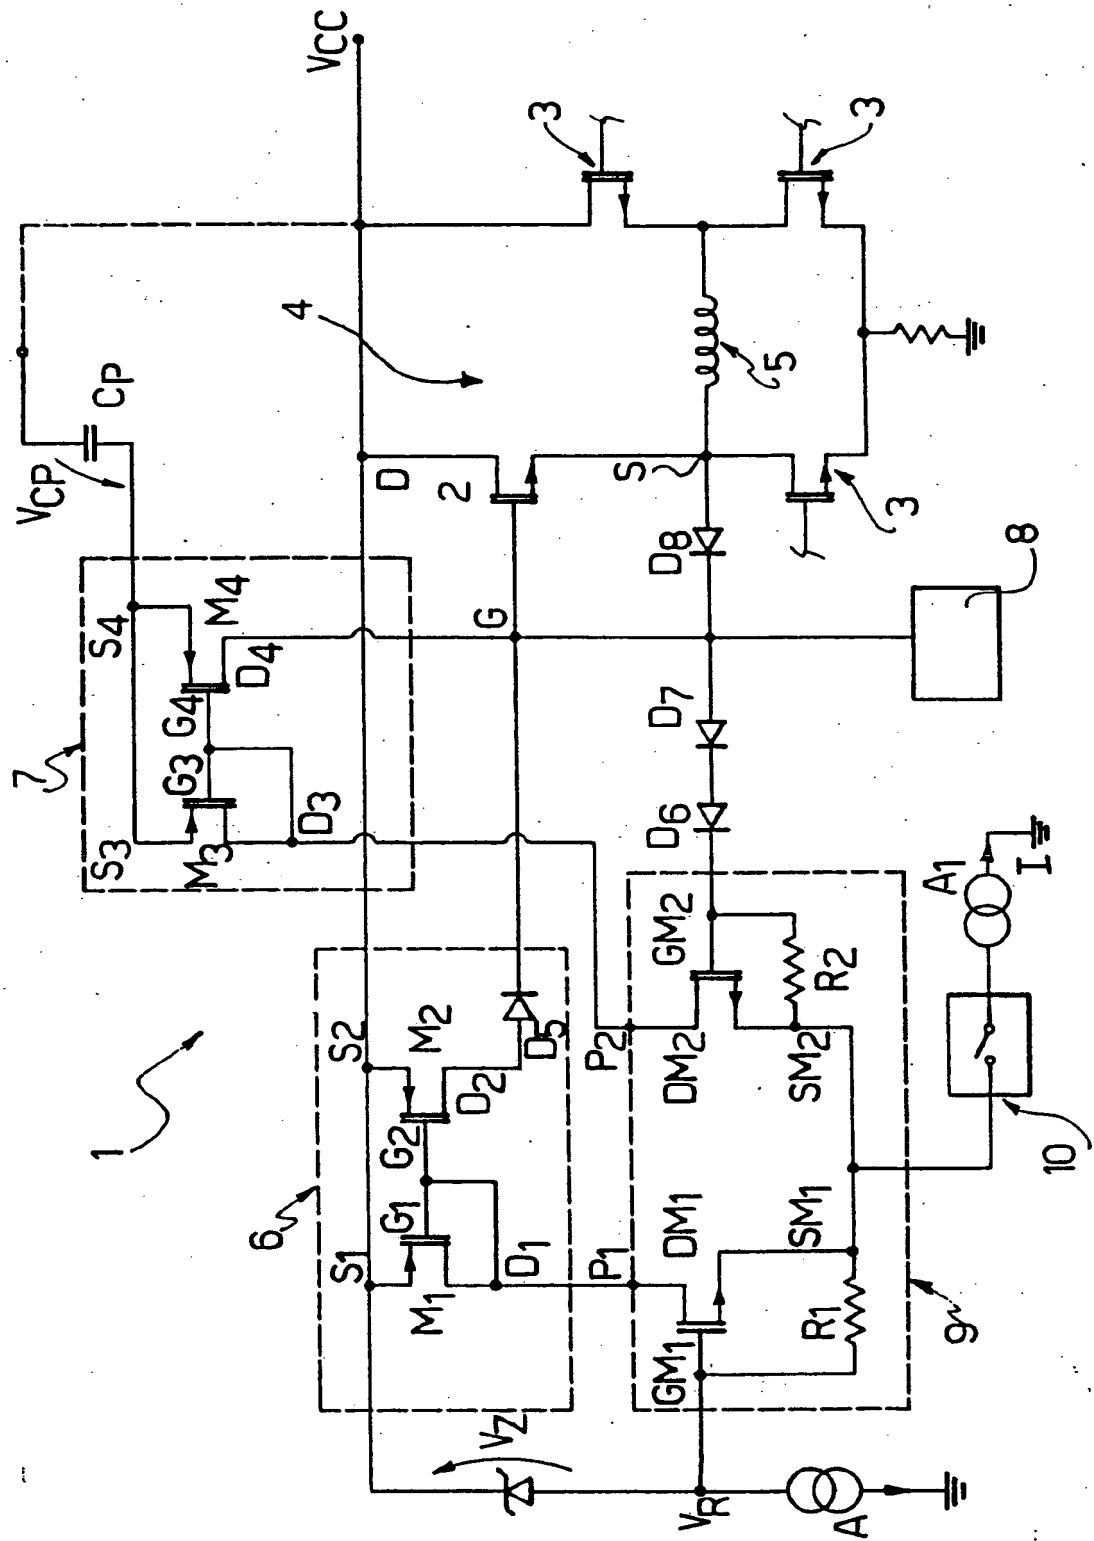 VCC
3
3
4
CP
VCP
5
S
D
2
3
D8
8
G
S4
M4
D4
G4
7
G3
D3
S3
M3
D7
D6
A1
I
GM2
R2
DM2
SM2
P2
10
1
S2
M2
D5
D2
G2
6
G1
S1
D1
M1
P1
DM1
SM1
R1
GM1
9
VZ
VR
A